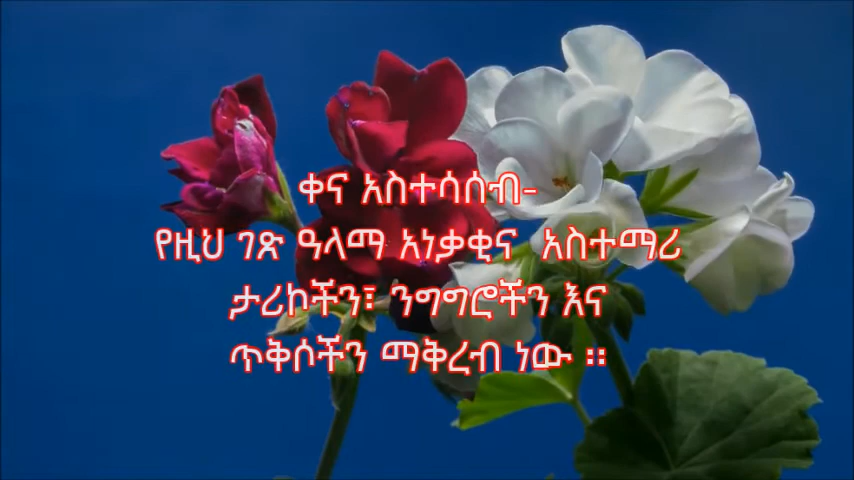 ቀና አስተሳሰብ-
የዚህ ገጽ ዓላማ አነቃቂና አስተማሪ
ታሪኮችን፣ ንግግሮችን እና
ጥቅሶችን ማቅረብ ነው ፡፡